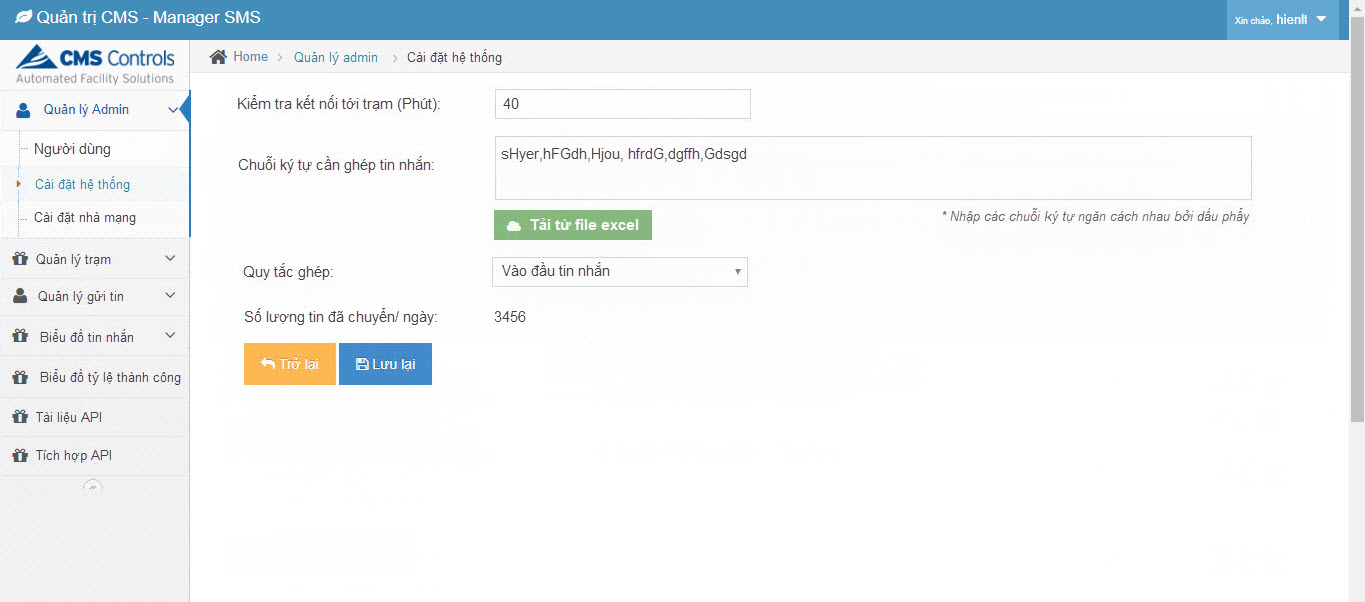 Quản trị CMS - Manager SMS
Xin chào, hienlt
CMS Controls
Automated Facility Solutions
Home > Quản lý admin > Cài đặt hệ thống
Quản lý Admin
Người dùng
Cài đặt hệ thống
Cài đặt nhà mạng
Quản lý trạm
Quản lý gửi tin
Biểu đồ tin nhắn
Biểu đồ tỷ lệ thành công
Tài liệu API
Tích hợp API
Kiểm tra kết nối tới trạm (Phút):
40
Chuỗi ký tự cần ghép tin nhắn:
sHyer,hFGdh,Hjou, hfrdG,dgffh,Gdsgd
Tải từ file excel
* Nhập các chuỗi ký tự ngăn cách nhau bởi dấu phẩy
Quy tắc ghép:
Vào đầu tin nhắn
Số lượng tin đã chuyển/ ngày:
3456
Trở lại
Lưu lại